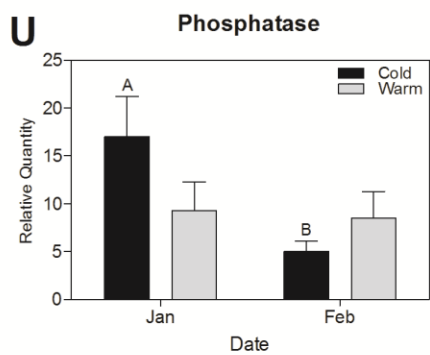 U
Phosphatase
Cold
Warm
Relative Quantity
25
20
15
10
5
0
A
B
Jan
Feb
Date